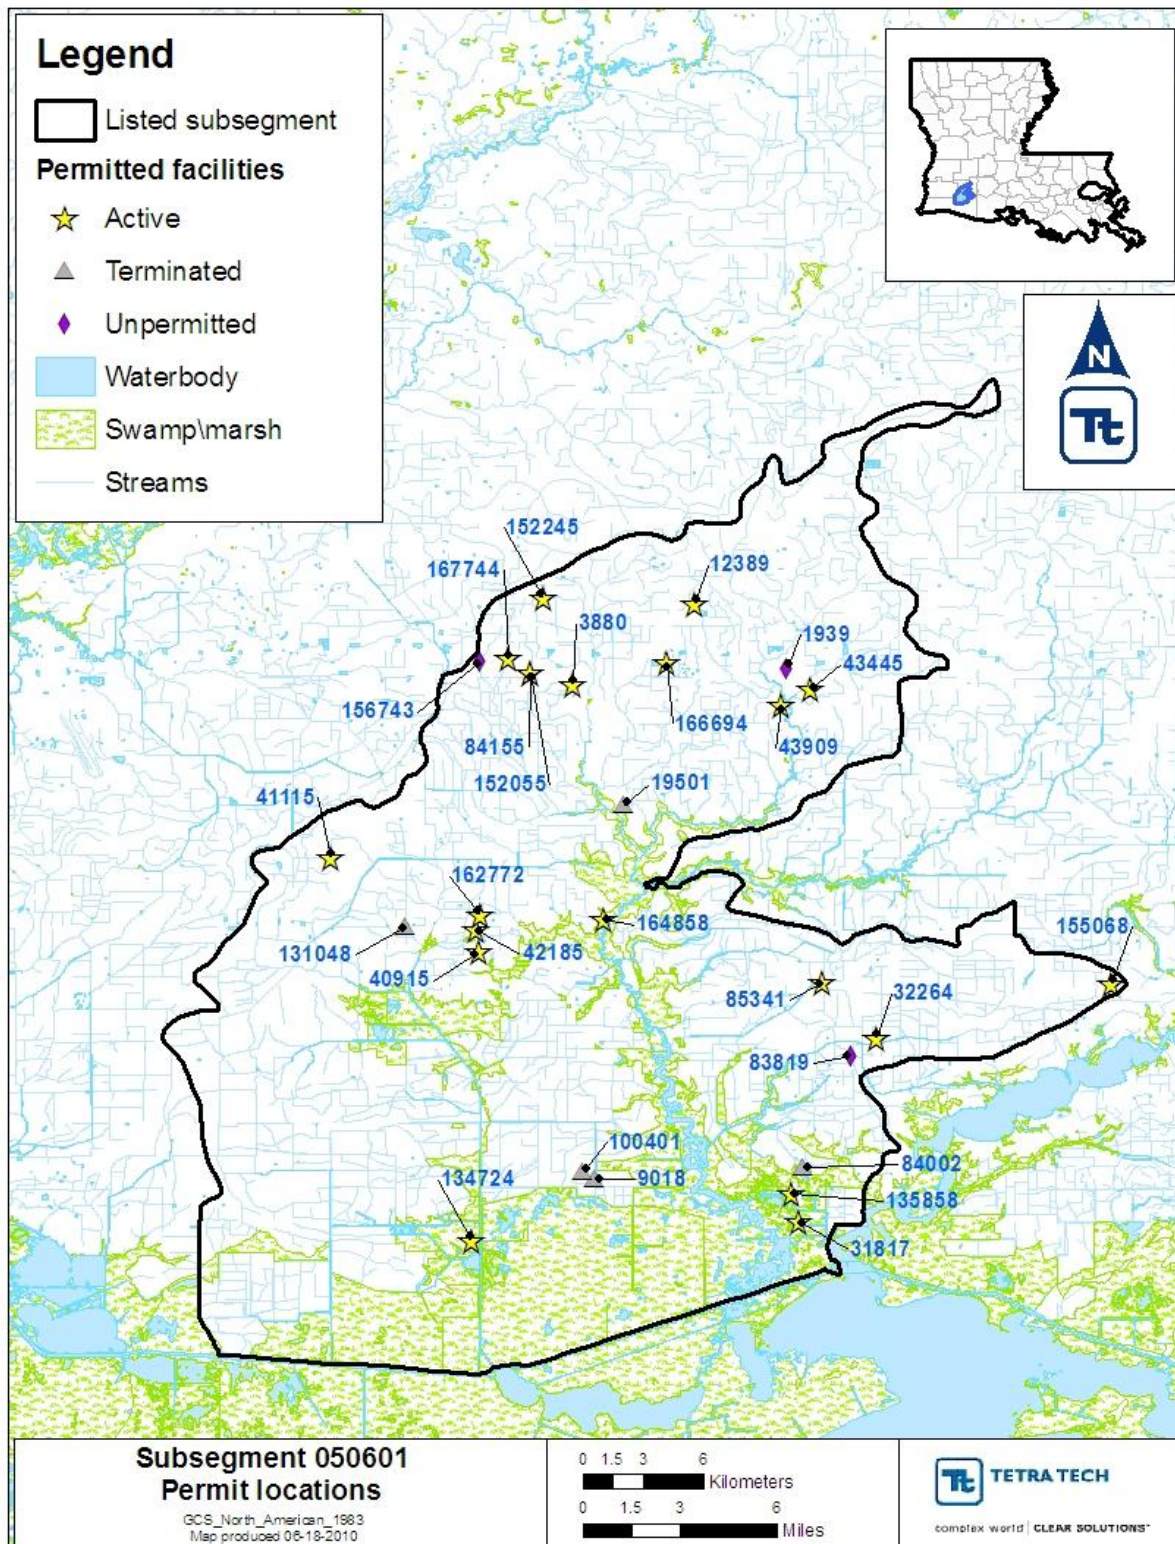 Legend
Listed subsegment
Permitted facilities
Active
Terminated
Unpermitted
Waterbody
Swamp\marsh
Streams
N
Tt
152245
12389
167744
3880
1939
43445
156743
166694
84155
43909
152055
19501
41115
162772
164858
155068
131048
42185
40915
85341
32264
83819
100401
84002
134724
9018
135858
31817
Subsegment 050601
Permit locations
GCS_North_American_1983
Map produced 06-18-2010
0 1.5 3 6
Kilometers
0 1.5 3 6
Miles
Tt TETRA TECH
complex world | CLEAR SOLUTIONS™